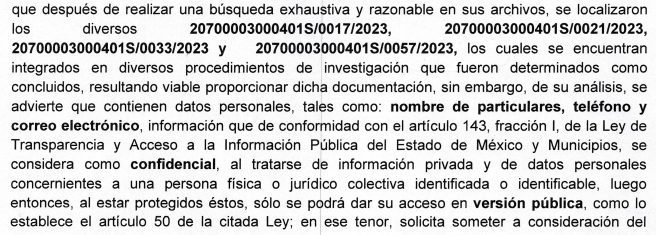 que después de realizar una búsqueda exhaustiva y razonable en sus archivos, se localizaron
los diversos 20700003000401S/0017/2023, 20700003000401S/0021/2023,
20700003000401S/0033/2023 y 20700003000401S/0057/2023, los cuales se encuentran
integrados en diversos procedimientos de investigación que fueron determinados como
concluidos, resultando viable proporcionar dicha documentación, sin embargo, de su análisis, se
advierte que contienen datos personales, tales como: nombre de particulares, teléfono y
correo electrónico, información que de conformidad con el artículo 143, fracción I, de la Ley de
Transparencia y Acceso a la Información Pública del Estado de México y Municipios, se
considera como confidencial, al tratarse de información privada y de datos personales
concernientes a una persona física o jurídico colectiva identificada o identificable, luego
entonces, al estar protegidos éstos, sólo se podrá dar su acceso en versión pública, como lo
establece el artículo 50 de la citada Ley; en ese tenor, solicita someter a consideración del